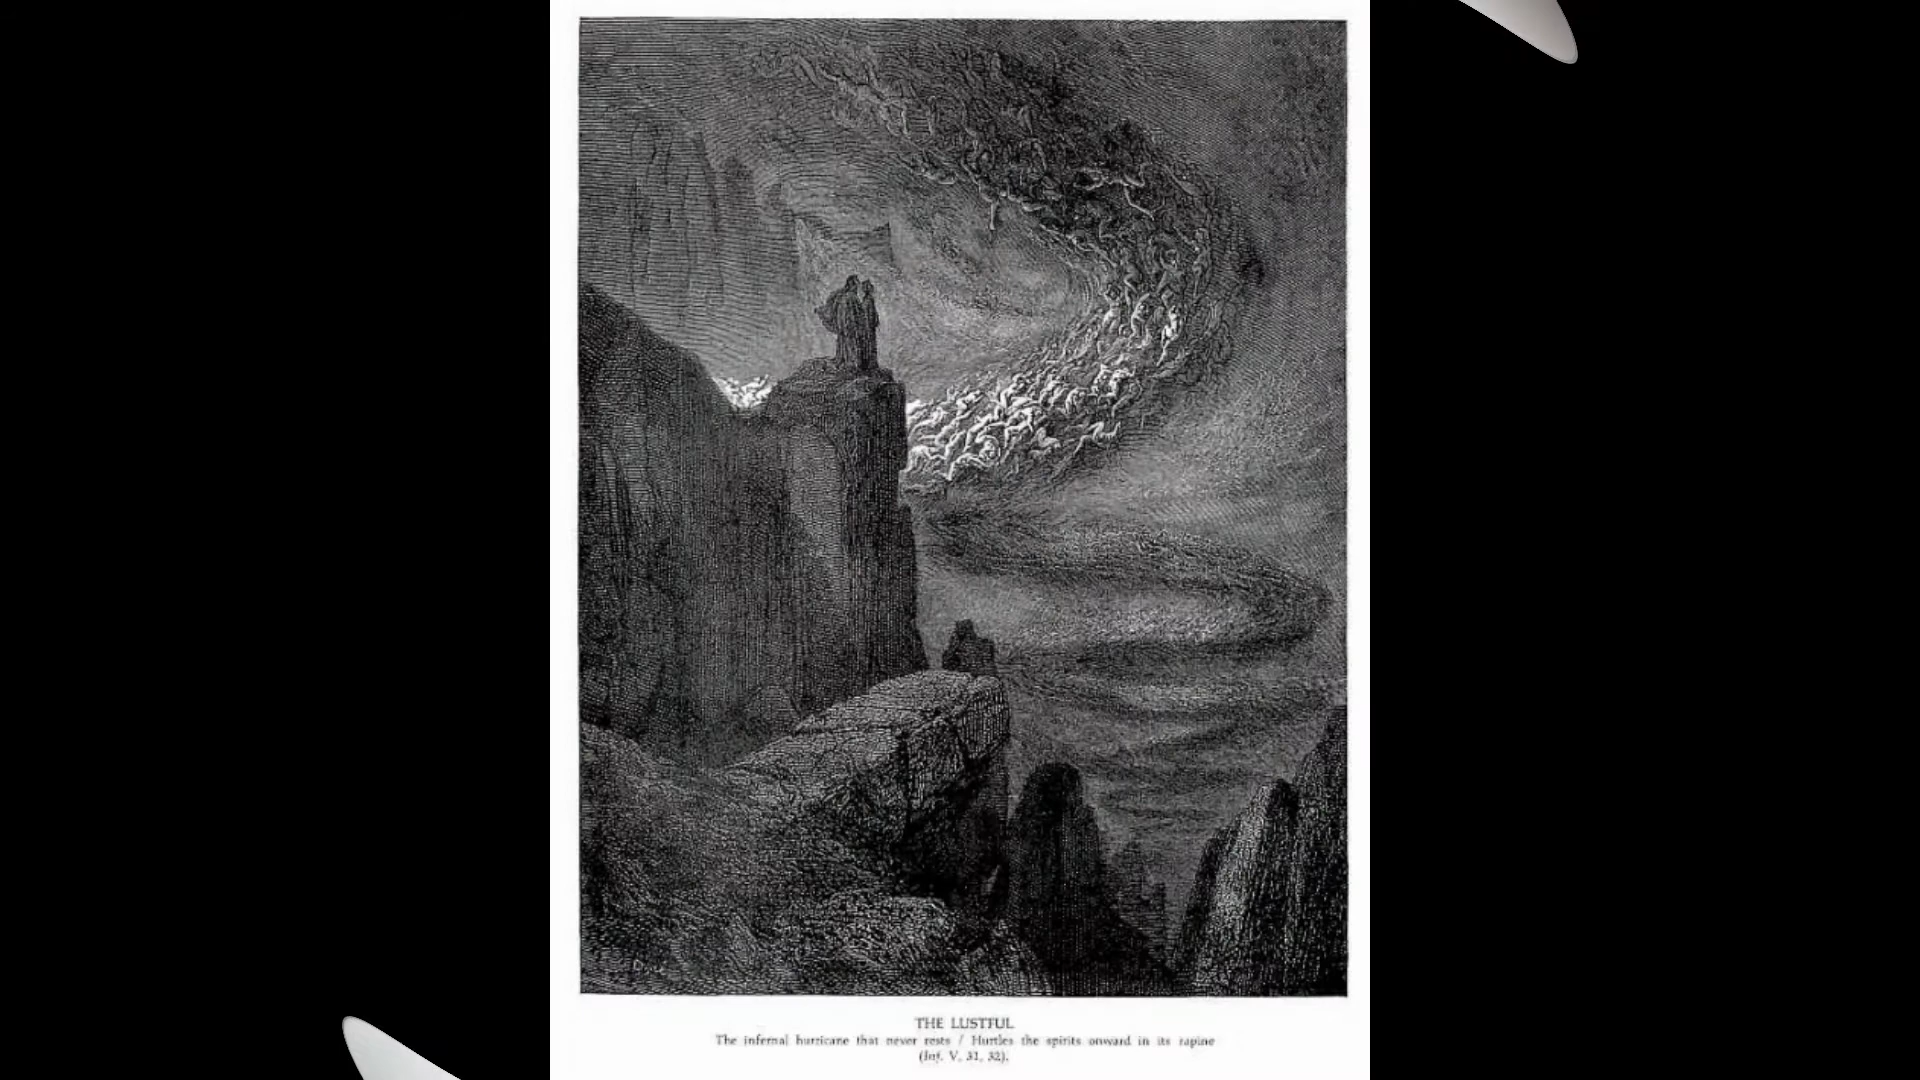 THE LUSTFUL
The infernal hurricane that never rests / Hurtles the spirits onward in its rapine
(Inf. V, 31, 32).